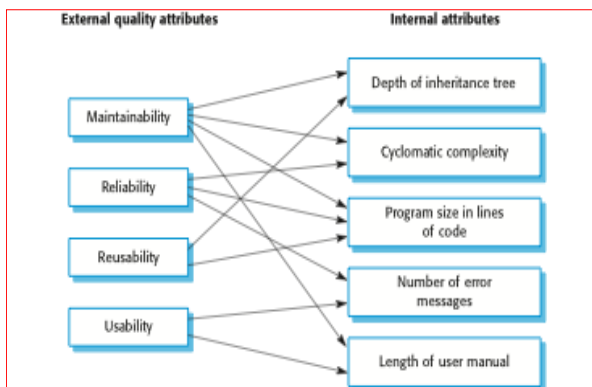 External quality attributes
Internal attributes
Maintainability
Reliability
Reusability
Usability
Depth of inheritance tree
Cyclomatic complexity
Program size in lines
of code
Number of error
messages
Length of user manual